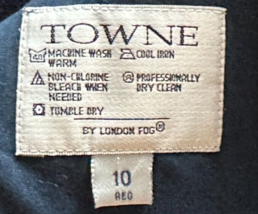 TOWNE
MACHINE WASH COOL IRON
WARM
NON-CHLORINE PROFESSIONALLY
BLEACH WHEN DRY CLEAN
NEEDED
TUMBLE DRY
BY LONDON FOG®
10
REG